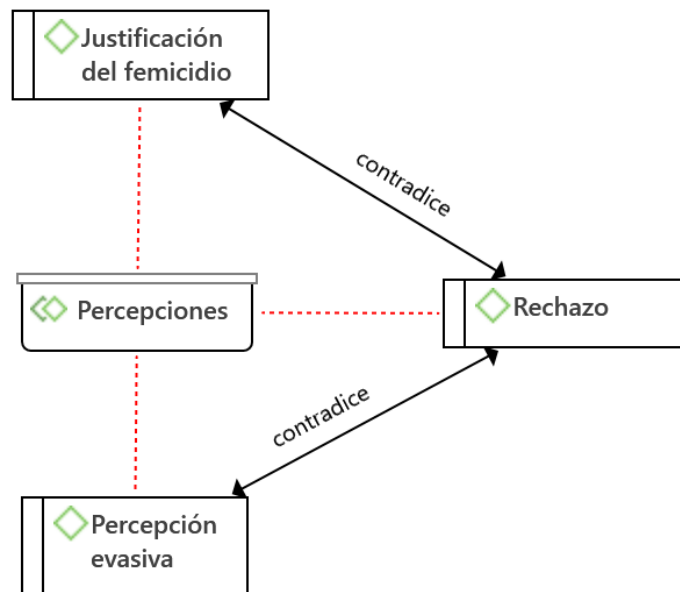 Justificación
del femicidio
contradice
Percepciones
Rechazo
contradice
Percepción
evasiva